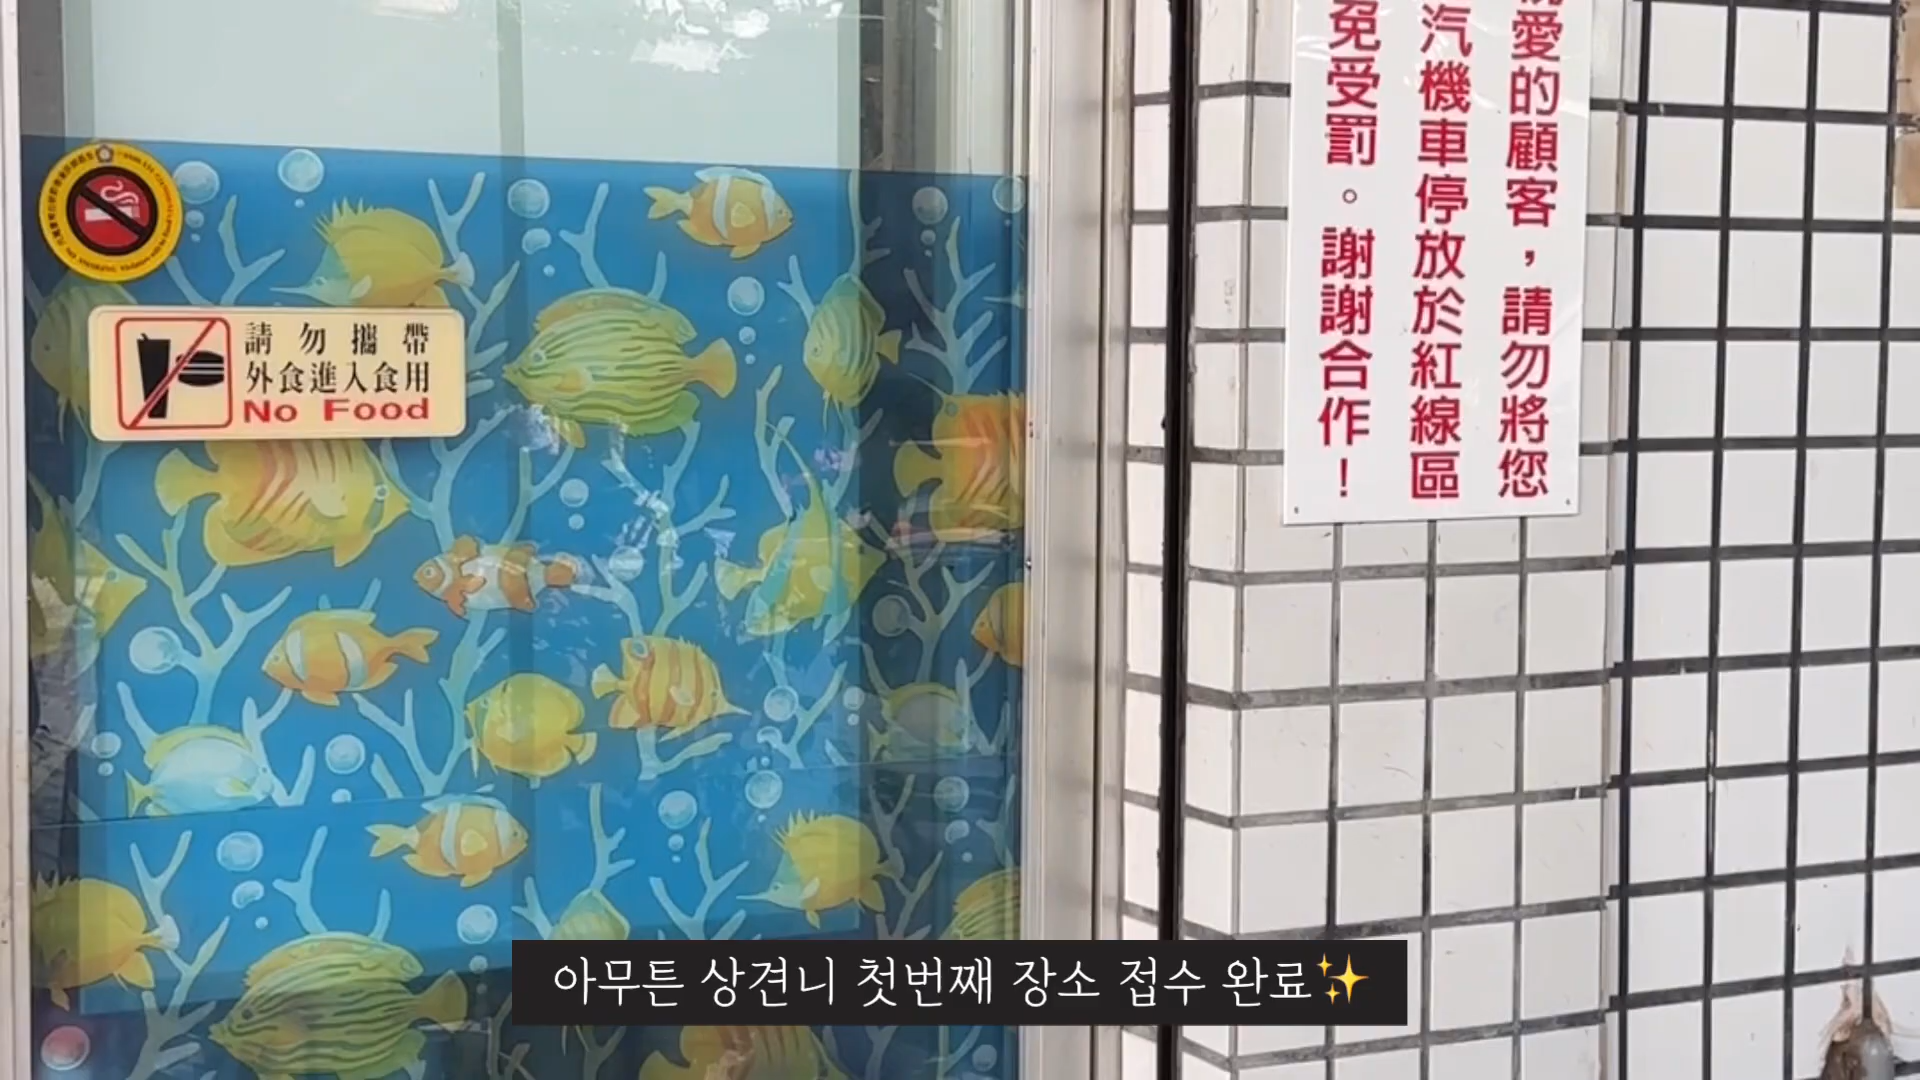 請勿攜帶
外食進入食用
No Food
愛的顧客，請勿將您
汽機車停放於紅線區
免受罰。謝謝合作！
아무튼 상견니 첫번째 장소 접수 완료✨